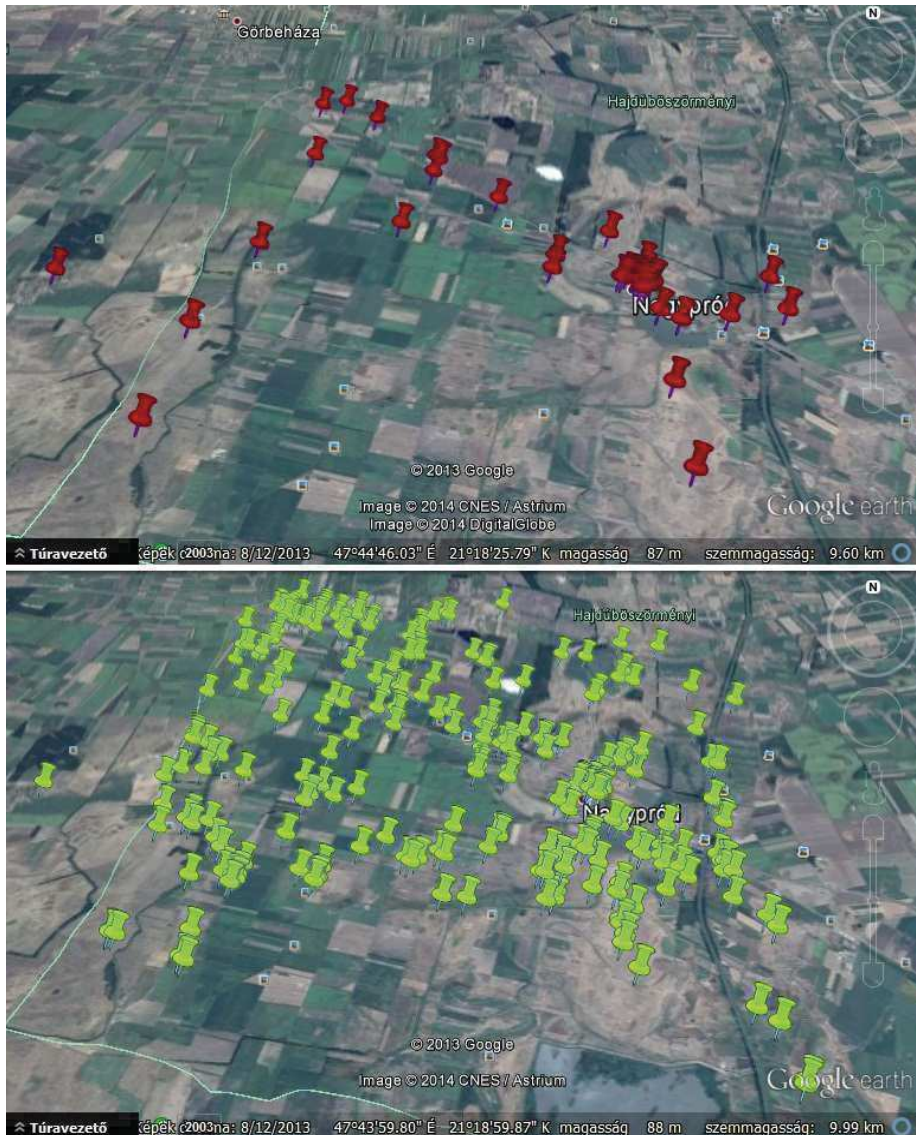 N
Görbeháza
Hajdúböszörményi
© 2013 Google
Image © 2014 CNES / Astrium
Image © 2014 DigitalGlobe
Google earth
Túravezető 2003 na: 8/12/2013 47°44'46.03" É 21°18'25.79" K magasság 87 m szemmagasság: 9.60 km
N
Hajdúböszörményi
© 2013 Google
Image © 2014 CNES / Astrium
Google earth
Túravezető 2003 na: 8/12/2013 47°43'59.80" É 21°18'59.87" K magasság 88 m szemmagasság: 9.99 km